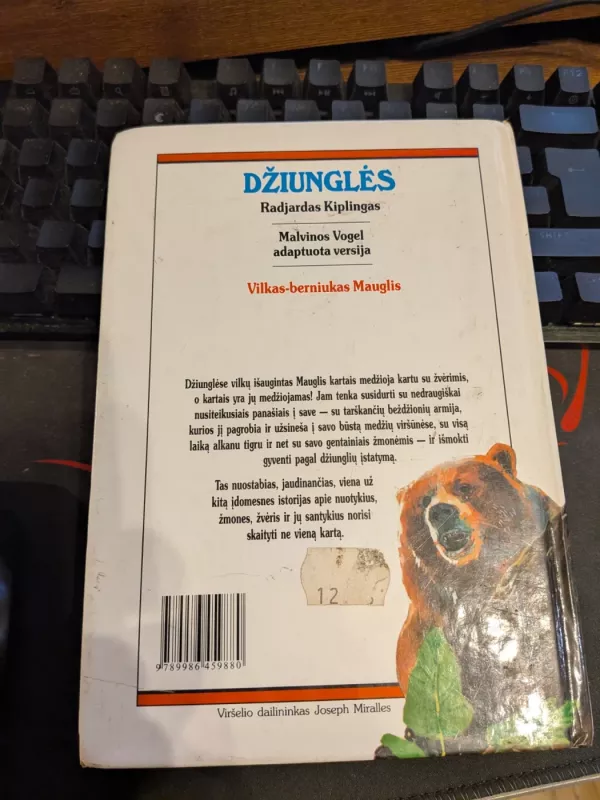 DŽIUNGLĖS
Radjardas Kiplingas
Malvinos Vogel
adaptuota versija
Vilkas-berniukas Mauglis
Džiunglėse vilkų išaugintas Mauglis kartais medžioja kartu su žvėrimis,
o kartais yra jų medžiojamas! Jam tenka susidurti su nedraugiškai
nusiteikusiais panašiais į save – su tarškančių beždžionių armija,
kurios jį pagrobia ir užsineša į savo būstą medžių viršūnėse, su visą
laiką alkanu tigru ir net su savo gentainiais žmonėmis – ir išmokti
gyventi pagal džiunglių įstatymą.
Tas nuostabias, jaudinančias, viena už
kitą įdomesnes istorijas apie nuotykius,
žmones, žvėris ir jų santykius norisi
skaityti ne vieną kartą.
12
9789986459880
Viršelio dailininkas Joseph Miralles